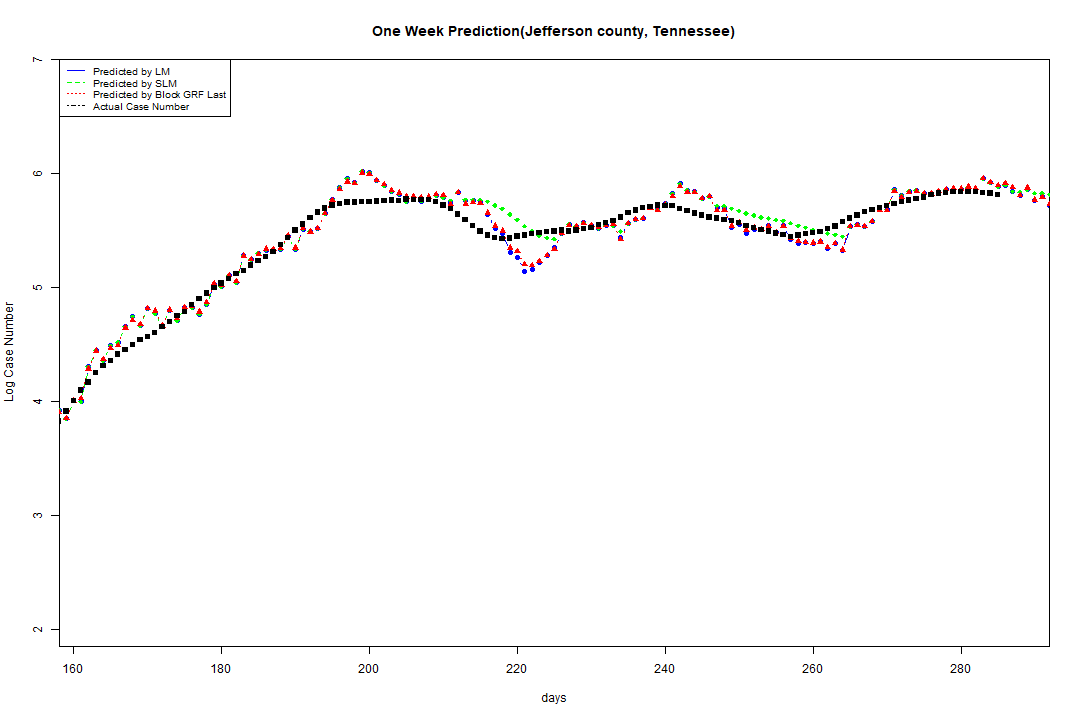 One Week Prediction(Jefferson county, Tennessee)
Predicted by LM
Predicted by SLM
Predicted by Block GRF Last
Actual Case Number
7
6
5
4
3
2
Log Case Number
160 180 200 220 240 260 280
days